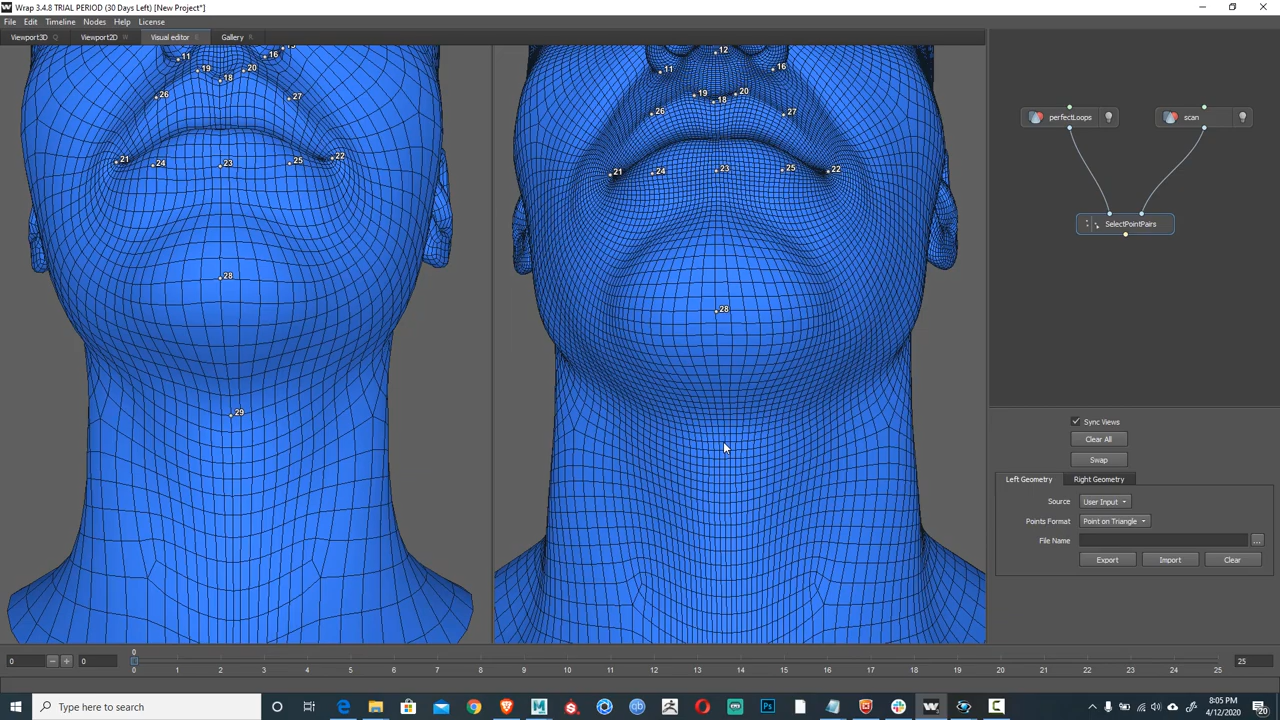 Wrap 3.4.8 TRIAL PERIOD (30 Days Left) [New Project*]
File Edit Timeline Nodes Help License
Viewport3D Q Viewport2D W Visual editor E Gallery R
11 16 19 20 18 26 27
21 24 23 25 22
28
29
12 11 16 19 20 18 26 27
21 24 23 25 22
28
perfectLoops scan
SelectPointPairs
Sync Views
Clear All
Swap
Left Geometry Right Geometry
Source User Input
Points Format Point on Triangle
File Name ...
Export Import Clear
0
0 0 25
0 1 2 3 4 5 6 7 8 9 10 11 12 13 14 15 16 17 18 19 20 21 22 23 24 25
Type here to search
8:05 PM
4/12/2020
20